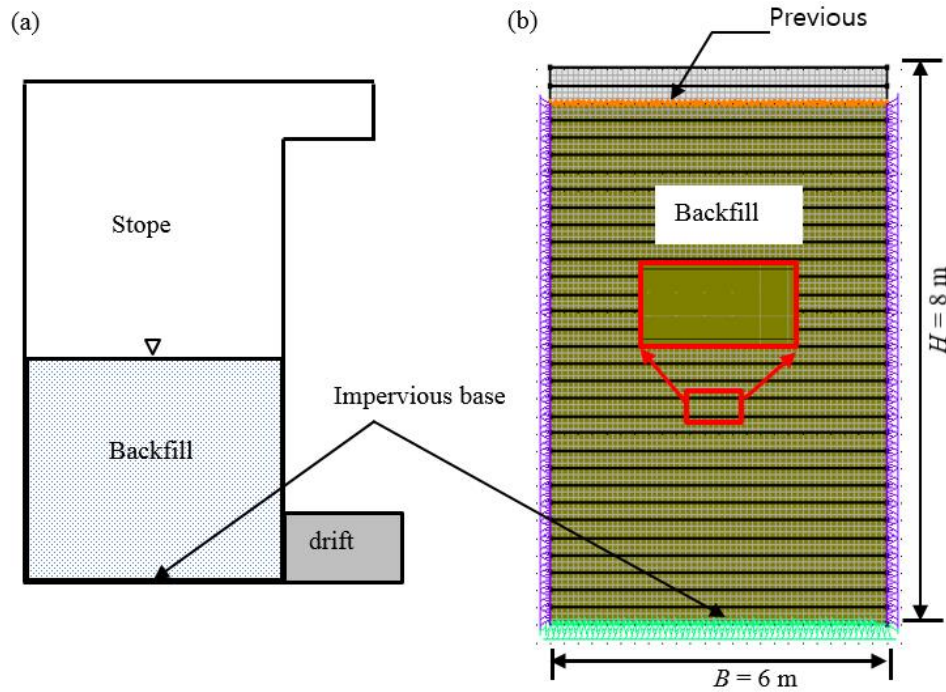 (a)
Stope
Backfill
drift
Impervious base
(b)
Previous
Backfill
H = 8 m
B = 6 m